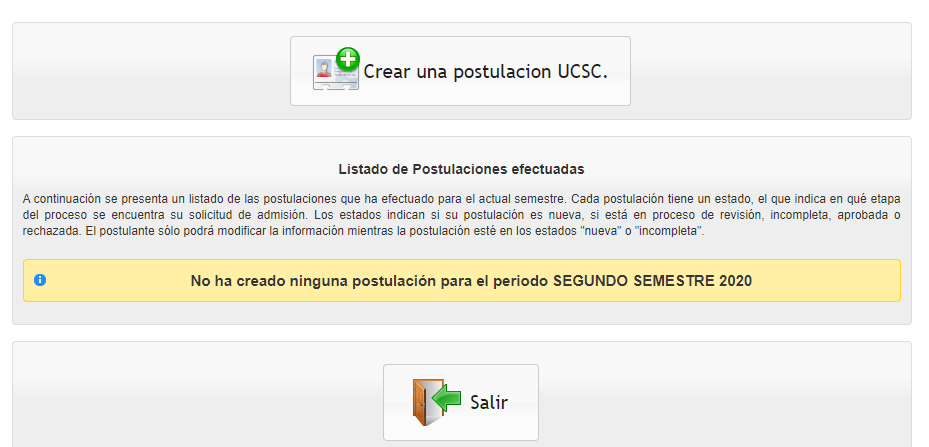 Crear una postulacion UCSC.
Listado de Postulaciones efectuadas
A continuación se presenta un listado de las postulaciones que ha efectuado para el actual semestre. Cada postulación tiene un estado, el que indica en qué etapa
del proceso se encuentra su solicitud de admisión. Los estados indican si su postulación es nueva, si está en proceso de revisión, incompleta, aprobada o
rechazada. El postulante sólo podrá modificar la información mientras la postulación esté en los estados "nueva" o "incompleta".
No ha creado ninguna postulación para el periodo SEGUNDO SEMESTRE 2020
Salir